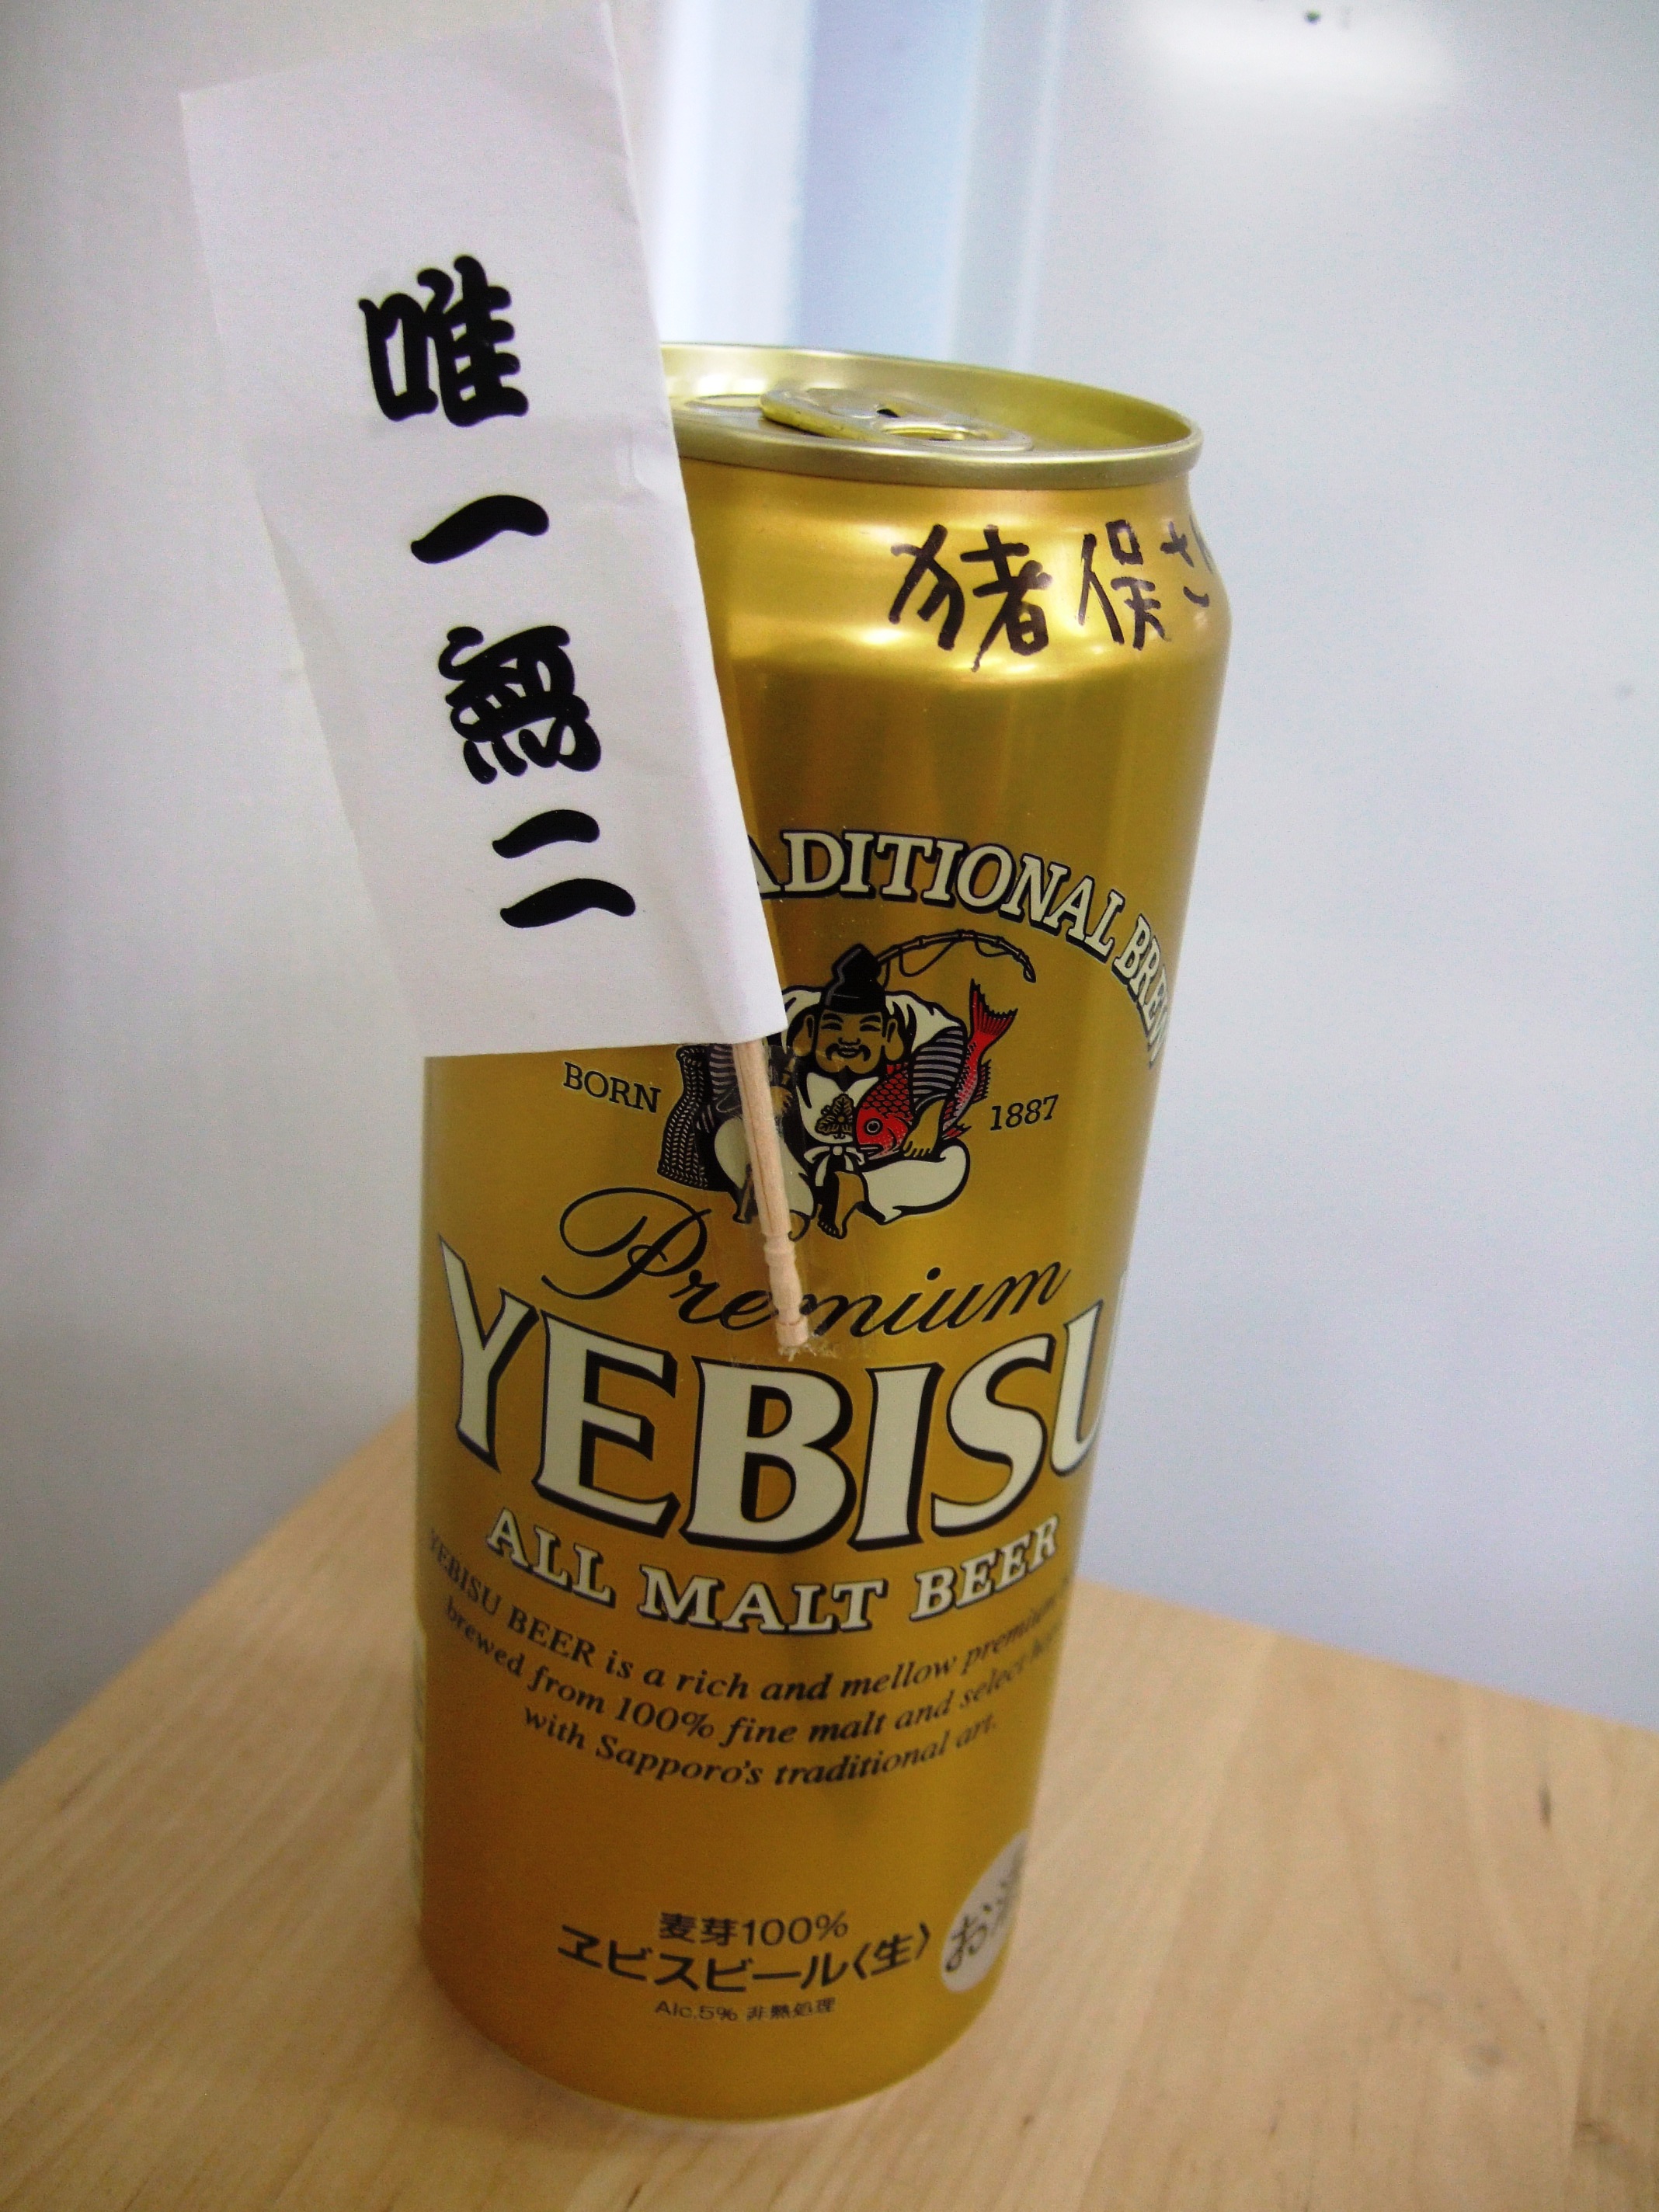 唯一無二
猪俣さ
ADITIONAL BREW
BORN 1887
Premium
YEBISU
ALL MALT BEER
YEBISU BEER is a rich and mellow premium
brewed from 100% fine malt and select
with Sapporo's traditional art.
麦芽100%
ヱビスビール〈生〉
Alc.5% 非熱処理
お